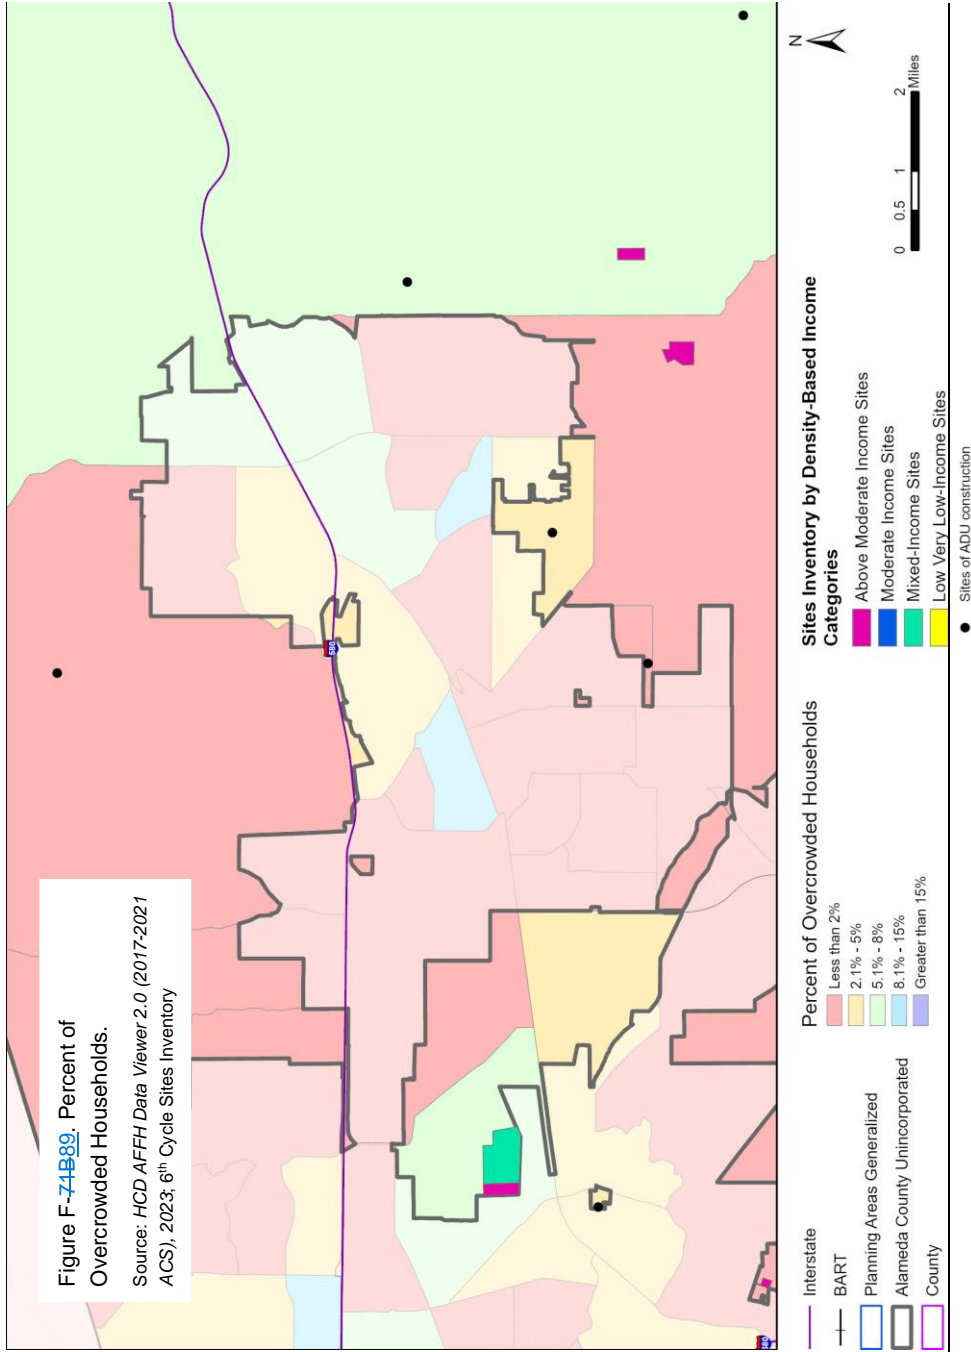 Figure F-71B89. Percent of
Overcrowded Households.
Source: HCD AFFH Data Viewer 2.0 (2017-2021
ACS), 2023; 6th Cycle Sites Inventory
580
580
N
0 0.5 1 2
Miles
Interstate
BART
Planning Areas Generalized
Alameda County Unincorporated
County
Percent of Overcrowded Households
Less than 2%
2.1% - 5%
5.1% - 8%
8.1% - 15%
Greater than 15%
Sites Inventory by Density-Based Income
Categories
Above Moderate Income Sites
Moderate Income Sites
Mixed-Income Sites
Low Very Low-Income Sites
Sites of ADU construction